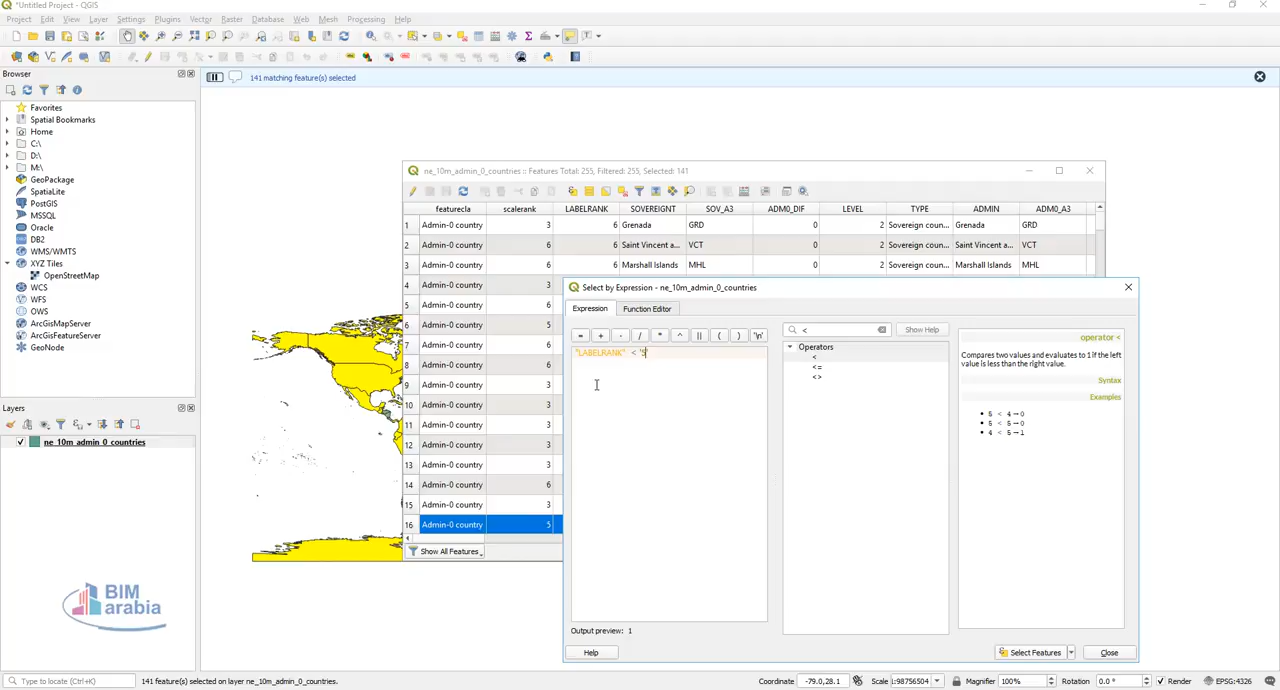 *Untitled Project - QGIS
Project Edit View Layer Settings Plugins Vector Raster Database Web Mesh Processing Help
Browser
141 matching feature(s) selected
Favorites
Spatial Bookmarks
Home
C:\
D:\
M:\
GeoPackage
SpatiaLite
PostGIS
MSSQL
Oracle
DB2
WMS/WMTS
XYZ Tiles
OpenStreetMap
WCS
WFS
OWS
ArcGisMapServer
ArcGisFeatureServer
GeoNode
Layers
ne_10m_admin_0_countries
BIM
arabia
ne_10m_admin_0_countries :: Features Total: 255, Filtered: 255, Selected: 141
featurecla scalerank LABELRANK SOVEREIGNT SOV_A3 ADM0_DIF LEVEL TYPE ADMIN ADM0_A3
1 Admin-0 country 3 6 Grenada GRD 0 2 Sovereign coun... Grenada GRD
2 Admin-0 country 6 6 Saint Vincent a... VCT 0 2 Sovereign coun... Saint Vincent a... VCT
3 Admin-0 country 6 6 Marshall Islands MHL 0 2 Sovereign coun... Marshall Islands MHL
4 Admin-0 country 3
5 Admin-0 country 6
6 Admin-0 country 5
7 Admin-0 country 6
8 Admin-0 country 6
9 Admin-0 country 3
10 Admin-0 country 3
11 Admin-0 country 3
12 Admin-0 country 3
13 Admin-0 country 3
14 Admin-0 country 6
15 Admin-0 country 3
16 Admin-0 country 5
Show All Features
Select by Expression - ne_10m_admin_0_countries
Expression Function Editor
= + - / * ^ || ( ) '\n'
"LABELRANK" < '5'
< Show Help
Operators
<
<=
<>
operator <
Compares two values and evaluates to 1 if the left
value is less than the right value.
Syntax
Examples
5 < 4 → 0
5 < 5 → 0
4 < 5 → 1
Output preview: 1
Help Select Features Close
Type to locate (Ctrl+K) 141 feature(s) selected on layer ne_10m_admin_0_countries. Coordinate -79.0,28.1 Scale :98756504 Magnifier 100% Rotation 0.0 ° Render EPSG:4326